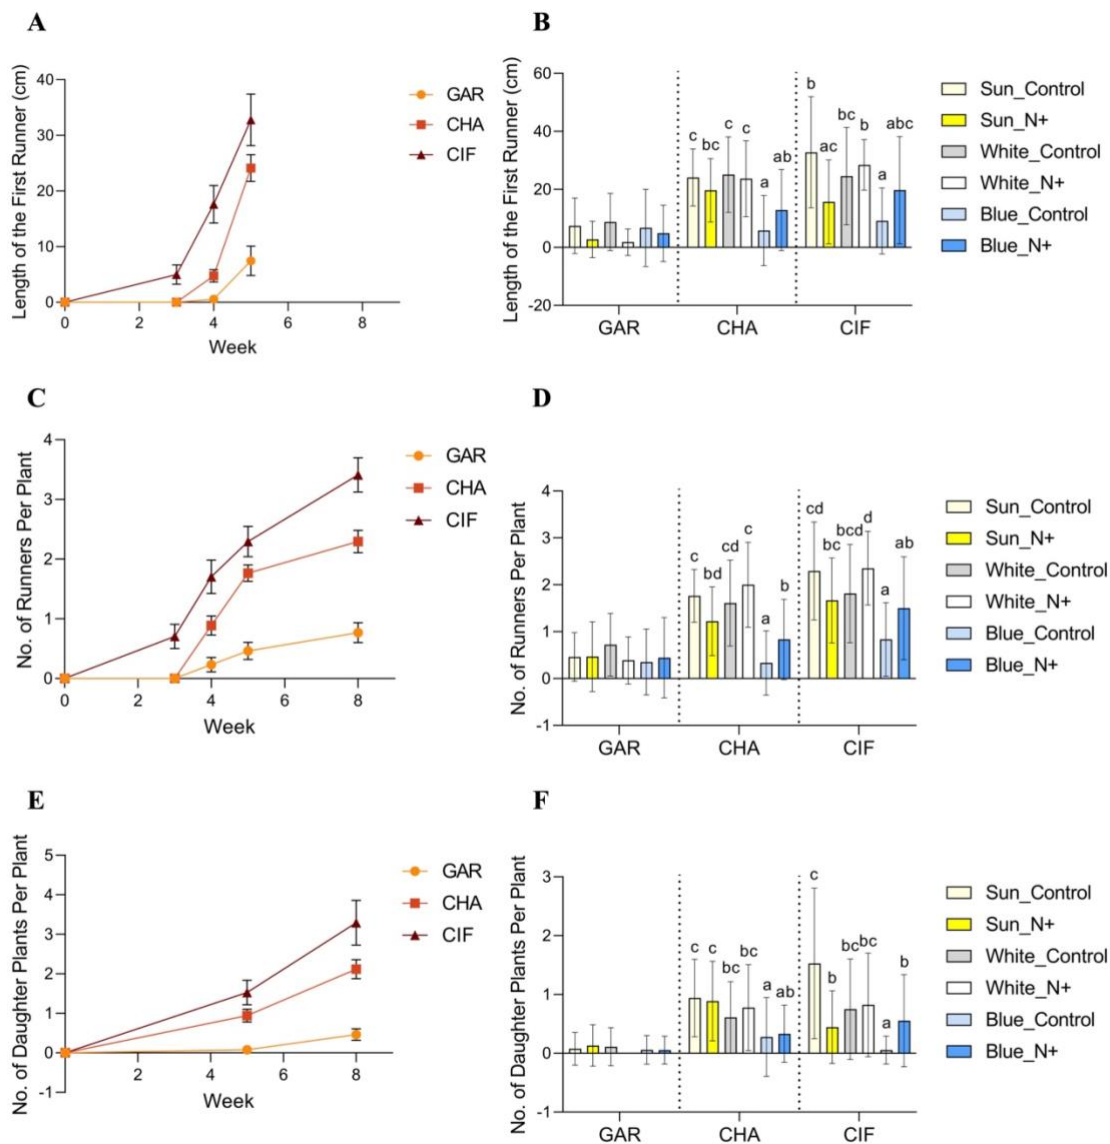 A
Length of the First Runner (cm)
40
30
20
10
0
0 2 4 6 8
Week
GAR
CHA
CIF
B
Length of the First Runner (cm)
60
40
20
0
-20
c bc c c a ab
b ac bc b a abc
GAR CHA CIF
Sun_Control
Sun_N+
White_Control
White_N+
Blue_Control
Blue_N+
C
No. of Runners Per Plant
4
3
2
1
0
0 2 4 6 8
Week
GAR
CHA
CIF
D
No. of Runners Per Plant
4
3
2
1
0
-1
c bd cd c a b
cd bc bcd d a ab
GAR CHA CIF
Sun_Control
Sun_N+
White_Control
White_N+
Blue_Control
Blue_N+
E
No. of Daughter Plants Per Plant
5
4
3
2
1
0
-1
4 8
Week
GAR
CHA
CIF
F
No. of Daughter Plants Per Plant
3
2
1
0
-1
c c bc bc a ab
c b bc bc a b
GAR CHA CIF
Sun_Control
Sun_N+
White_Control
White_N+
Blue_Control
Blue_N+